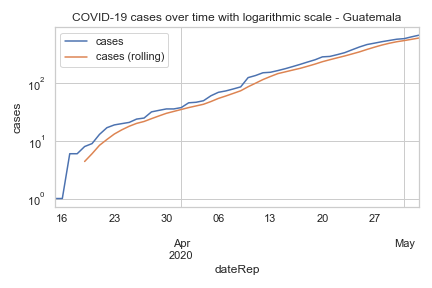 COVID-19 cases over time with logarithmic scale - Guatemala
cases
cases (rolling)
cases
10²
10¹
10⁰
16 23 30 06 13 20 27
Apr May
2020
dateRep